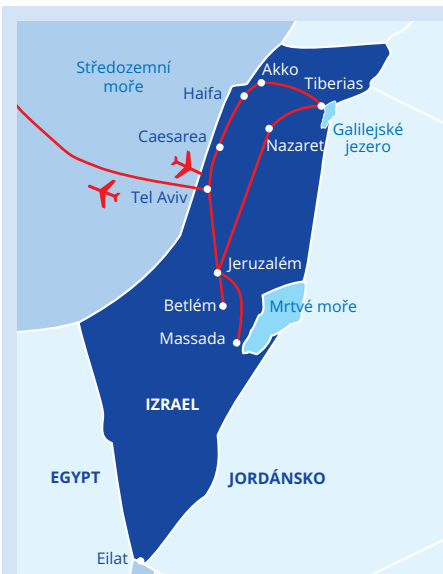 Středozemní
moře
Akko
Haifa
Tiberias
Caesarea
Galilejské
jezero
Nazaret
Tel Aviv
Jeruzalém
Betlém
Mrtvé moře
Massada
IZRAEL
EGYPT
JORDÁNSKO
Eilat